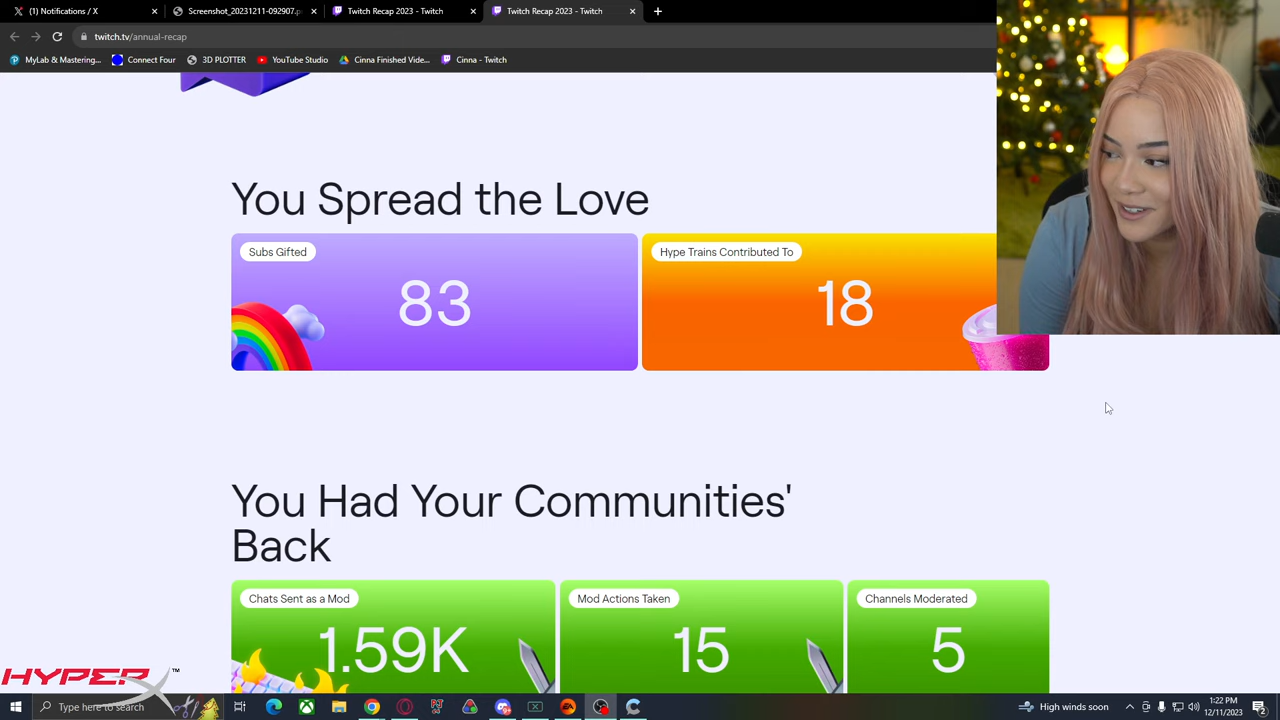 (1) Notifications / X
Screenshot_20231211-092907.p
Twitch Recap 2023 - Twitch
Twitch Recap 2023 - Twitch
twitch.tv/annual-recap
MyLab & Mastering...
Connect Four
3D PLOTTER
YouTube Studio
Cinna Finished Vide...
Cinna - Twitch
You Spread the Love
Subs Gifted
83
Hype Trains Contributed To
18
You Had Your Communities'
Back
Chats Sent as a Mod
1.59K
Mod Actions Taken
15
Channels Moderated
5
HYPERX™
Type here to search
High winds soon
1:22 PM
12/11/2023
2